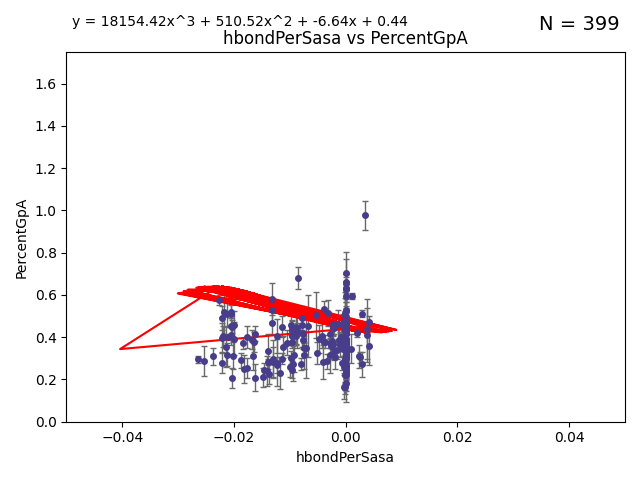 y = 18154.42x^3 + 510.52x^2 + -6.64x + 0.44
N = 399
hbondPerSasa vs PercentGpA
PercentGpA
1.6
1.4
1.2
1.0
0.8
0.6
0.4
0.2
0.0
−0.04 −0.02 0.00 0.02 0.04
hbondPerSasa